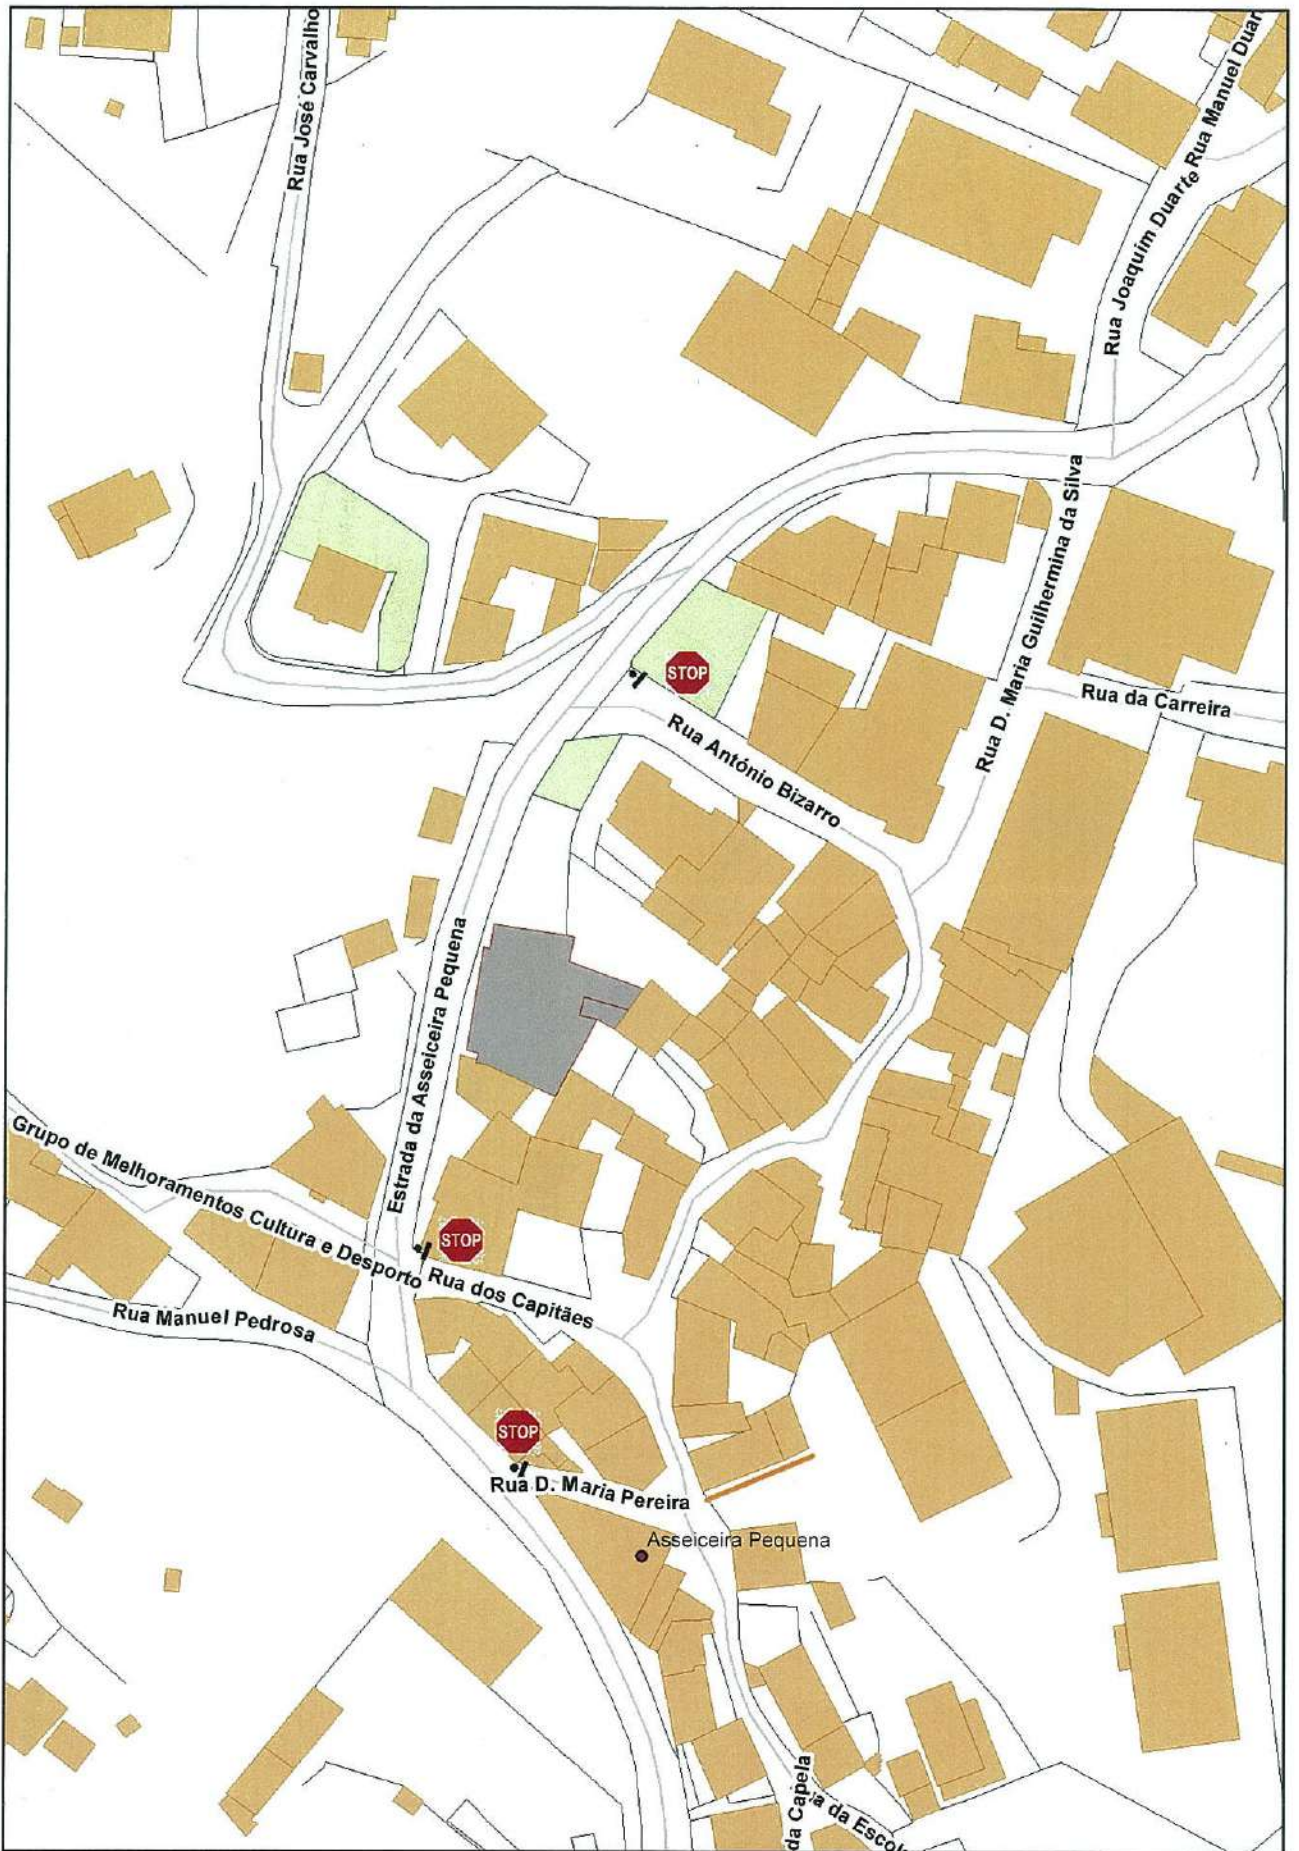 Rua José Carvalho
Rua Manuel Duar
Rua Joaquim Duarte
Rua D. Maria Guilhermina da Silva
STOP
Rua da Carreira
Rua António Bizarro
Estrada da Asseiceira Pequena
Grupo de Melhoramentos Cultura e Desporto
STOP
Rua dos Capitães
Rua Manuel Pedrosa
STOP
Rua D. Maria Pereira
Asseiceira Pequena
da Capela
a da Escol